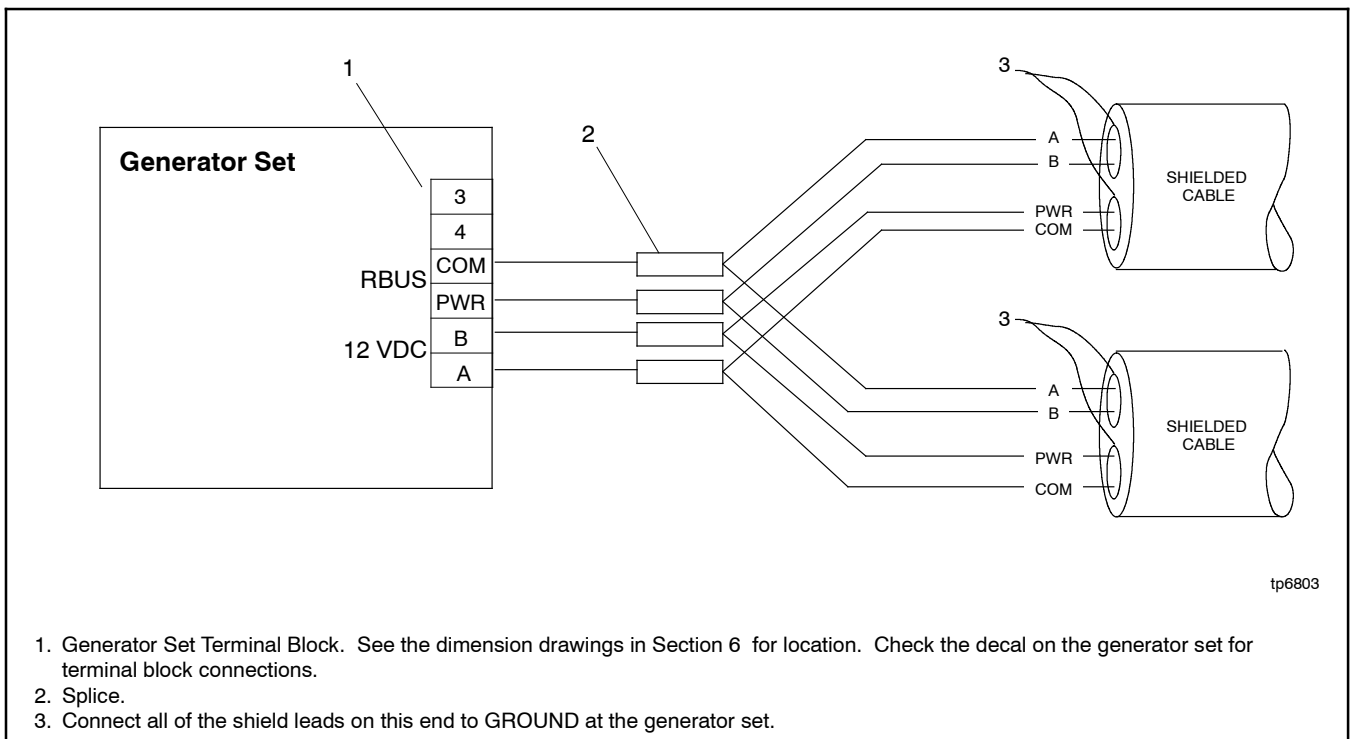 1
Generator Set
3
4
COM
RBUS
PWR
B
12 VDC
A
2
3
A
B
SHIELDED
CABLE
PWR
COM
3
A
B
SHIELDED
CABLE
PWR
COM
tp6803
1. Generator Set Terminal Block. See the dimension drawings in Section 6 for location. Check the decal on the generator set for
terminal block connections.
2. Splice.
3. Connect all of the shield leads on this end to GROUND at the generator set.